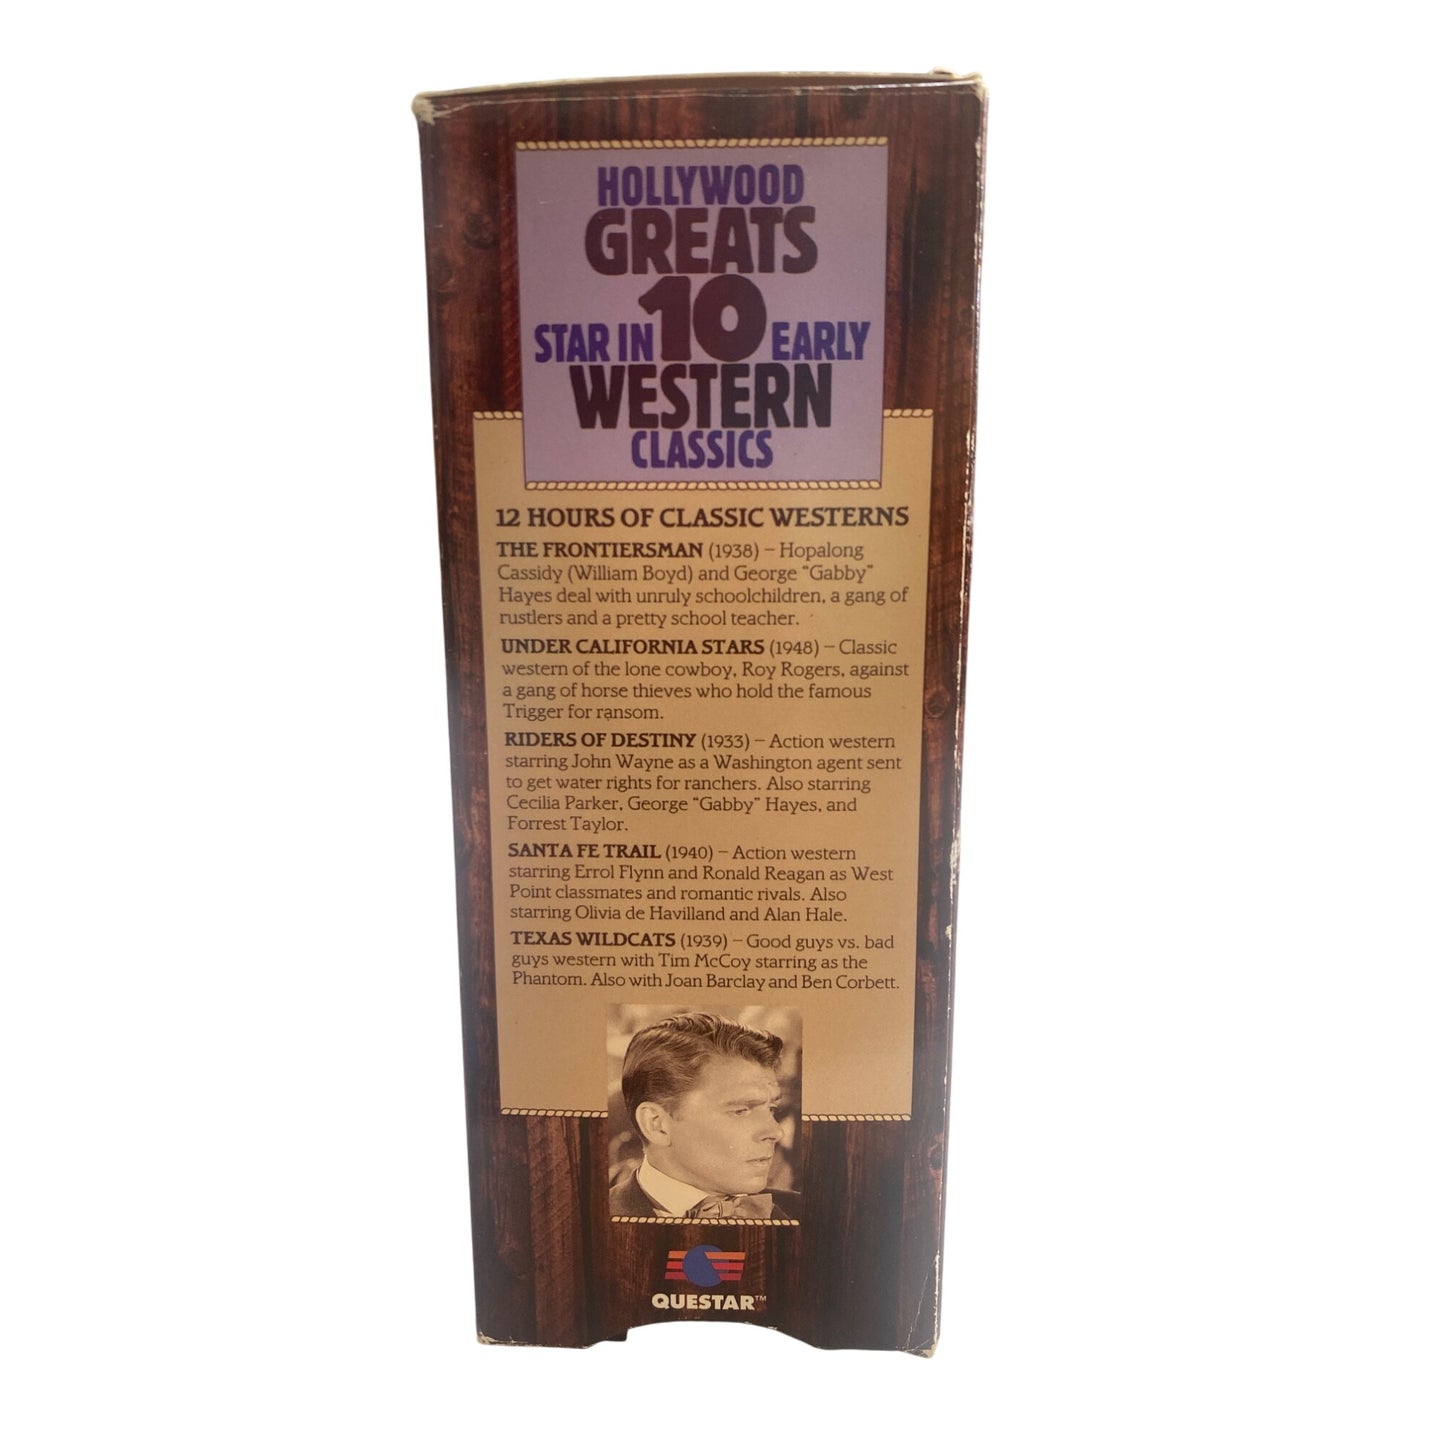 HOLLYWOOD
GREATS
STAR IN 10 EARLY
WESTERN
CLASSICS
12 HOURS OF CLASSIC WESTERNS
THE FRONTIERSMAN (1938) – Hopalong
Cassidy (William Boyd) and George “Gabby”
Hayes deal with unruly schoolchildren, a gang of
rustlers and a pretty school teacher.
UNDER CALIFORNIA STARS (1948) – Classic
western of the lone cowboy, Roy Rogers, against
a gang of horse thieves who hold the famous
Trigger for ransom.
RIDERS OF DESTINY (1933) – Action western
starring John Wayne as a Washington agent sent
to get water rights for ranchers. Also starring
Cecilia Parker, George “Gabby” Hayes, and
Forrest Taylor.
SANTA FE TRAIL (1940) – Action western
starring Errol Flynn and Ronald Reagan as West
Point classmates and romantic rivals. Also
starring Olivia de Havilland and Alan Hale.
TEXAS WILDCATS (1939) – Good guys vs. bad
guys western with Tim McCoy starring as the
Phantom. Also with Joan Barclay and Ben Corbett.
QUESTAR™